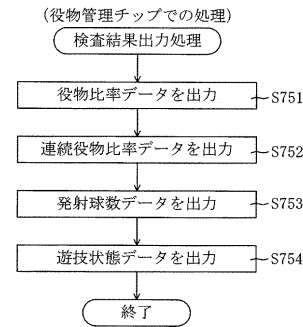 (役物管理チップでの処理)
検査結果出力処理
役物比率データを出力
S751
連続役物比率データを出力
S752
発射球数データを出力
S753
遊技状態データを出力
S754
終了